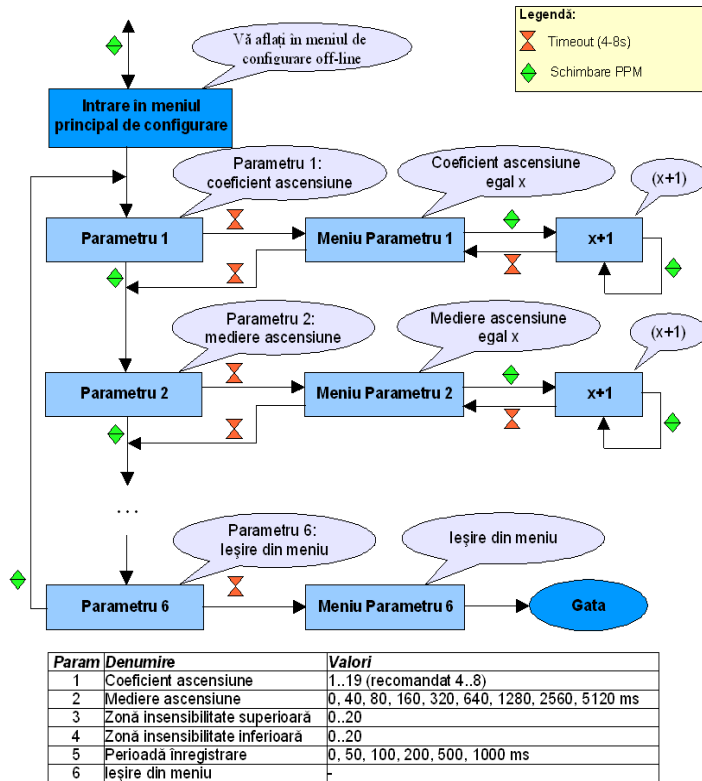 Legendă:
Timeout (4-8s)
Schimbare PPM
Vă aflați în meniul de
configurare off-line
Intrare în meniul
principal de configurare
Parametru 1:
coeficient ascensiune
Coeficient ascensiune
egal x
(x+1)
Parametru 1
Meniu Parametru 1
x+1
Parametru 2:
mediere ascensiune
Mediere ascensiune
egal x
(x+1)
Parametru 2
Meniu Parametru 2
x+1
...
Parametru 6:
Ieşire din meniu
Ieşire din meniu
Parametru 6
Meniu Parametru 6
Gata
Param Denumire Valori
1 Coeficient ascensiune 1..19 (recomandat 4..8)
2 Mediere ascensiune 0, 40, 80, 160, 320, 640, 1280, 2560, 5120 ms
3 Zonă insensibilitate superioară 0..20
4 Zonă insensibilitate inferioară 0..20
5 Perioadă înregistrare 0, 50, 100, 200, 500, 1000 ms
6 Ieşire din meniu -